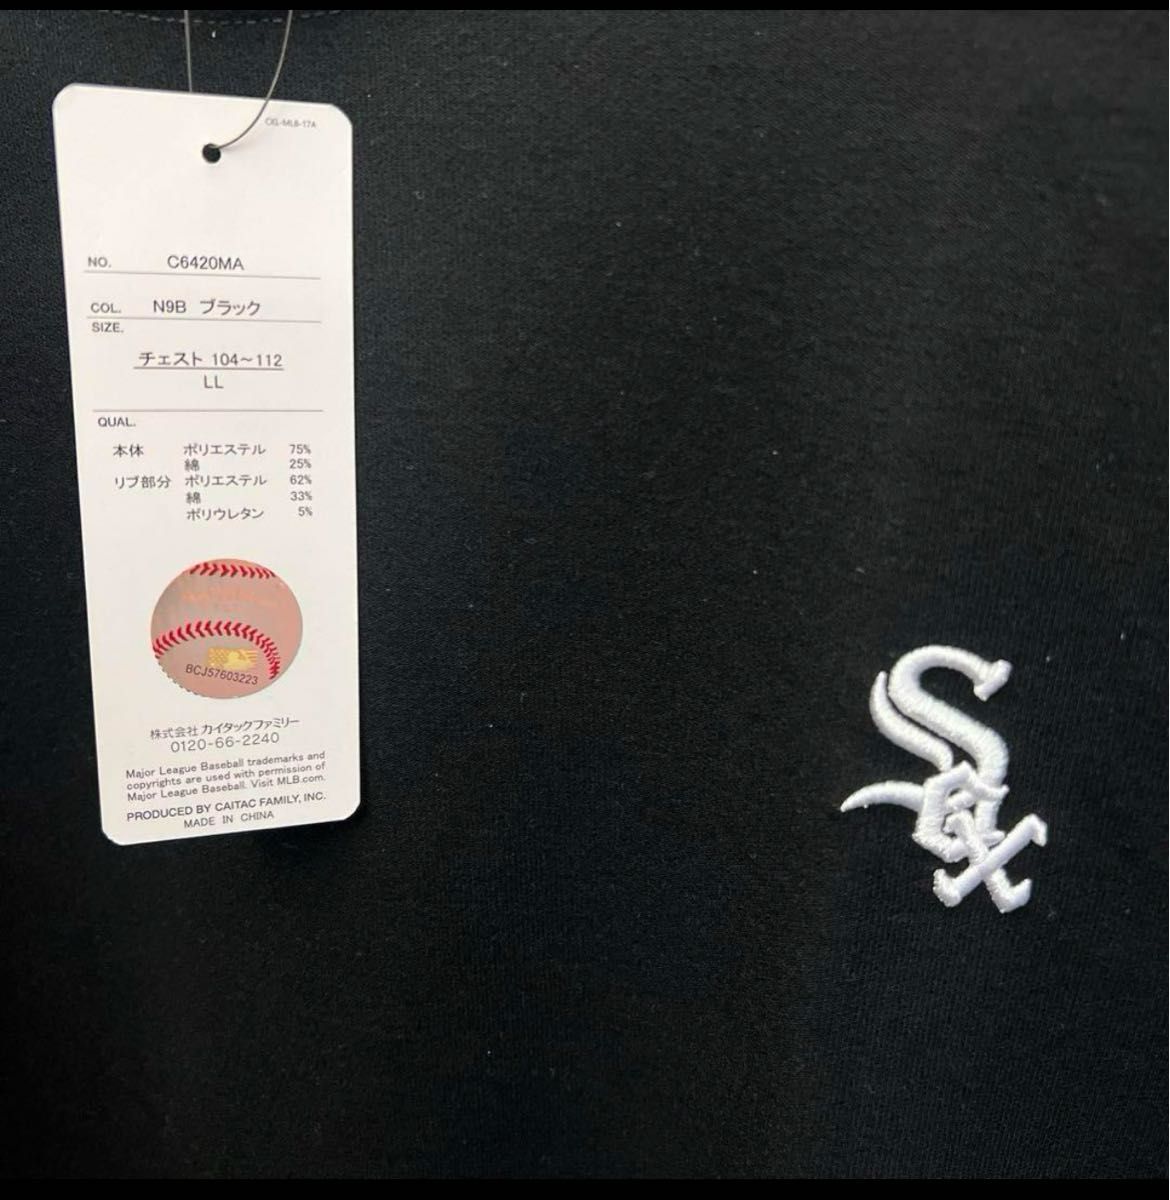 CEL-MLB-17A
NO. C6420MA
COL. N9B ブラック
SIZE.
チェスト 104~112
LL
QUAL.
本体 ポリエステル 75%
綿 25%
リブ部分 ポリエステル 62%
綿 33%
ポリウレタン 5%
BCJ57603223
株式会社 カイタックファミリー
0120-66-2240
Major League Baseball trademarks and
copyrights are used with permission of
Major League Baseball. Visit MLB.com.
PRODUCED BY CAITAC FAMILY, INC.
MADE IN CHINA
Sox